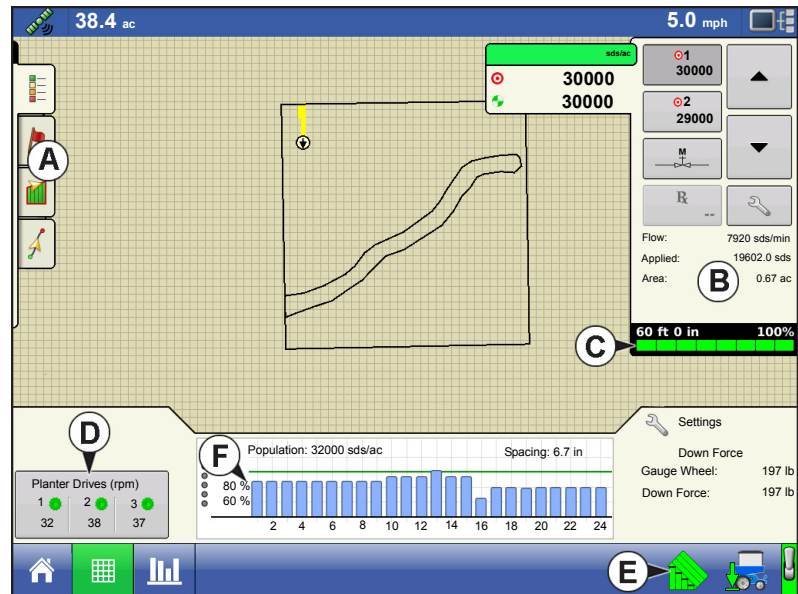 38.4 ac
5.0 mph
sds/ac
30000
30000
1
30000
2
29000
M
Rx
--
Flow: 7920 sds/min
Applied: 19602.0 sds
Area: 0.67 ac
60 ft 0 in 100%
A
B
C
D
E
F
Planter Drives (rpm)
1 2 3
32 38 37
Population: 32000 sds/ac Spacing: 6.7 in
80 %
60 %
2 4 6 8 10 12 14 16 18 20 22 24
Settings
Down Force
Gauge Wheel: 197 lb
Down Force: 197 lb